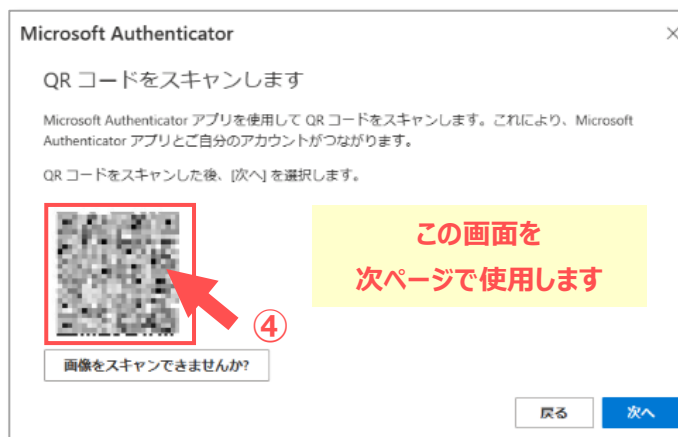 Microsoft Authenticator
QR コードをスキャンします
Microsoft Authenticator アプリを使用して QR コードをスキャンします。これにより、Microsoft
Authenticator アプリとご自分のアカウントがつながります。
QR コードをスキャンした後、[次へ] を選択します。
この画面を
次ページで使用します
④
画像をスキャンできませんか?
戻る
次へ